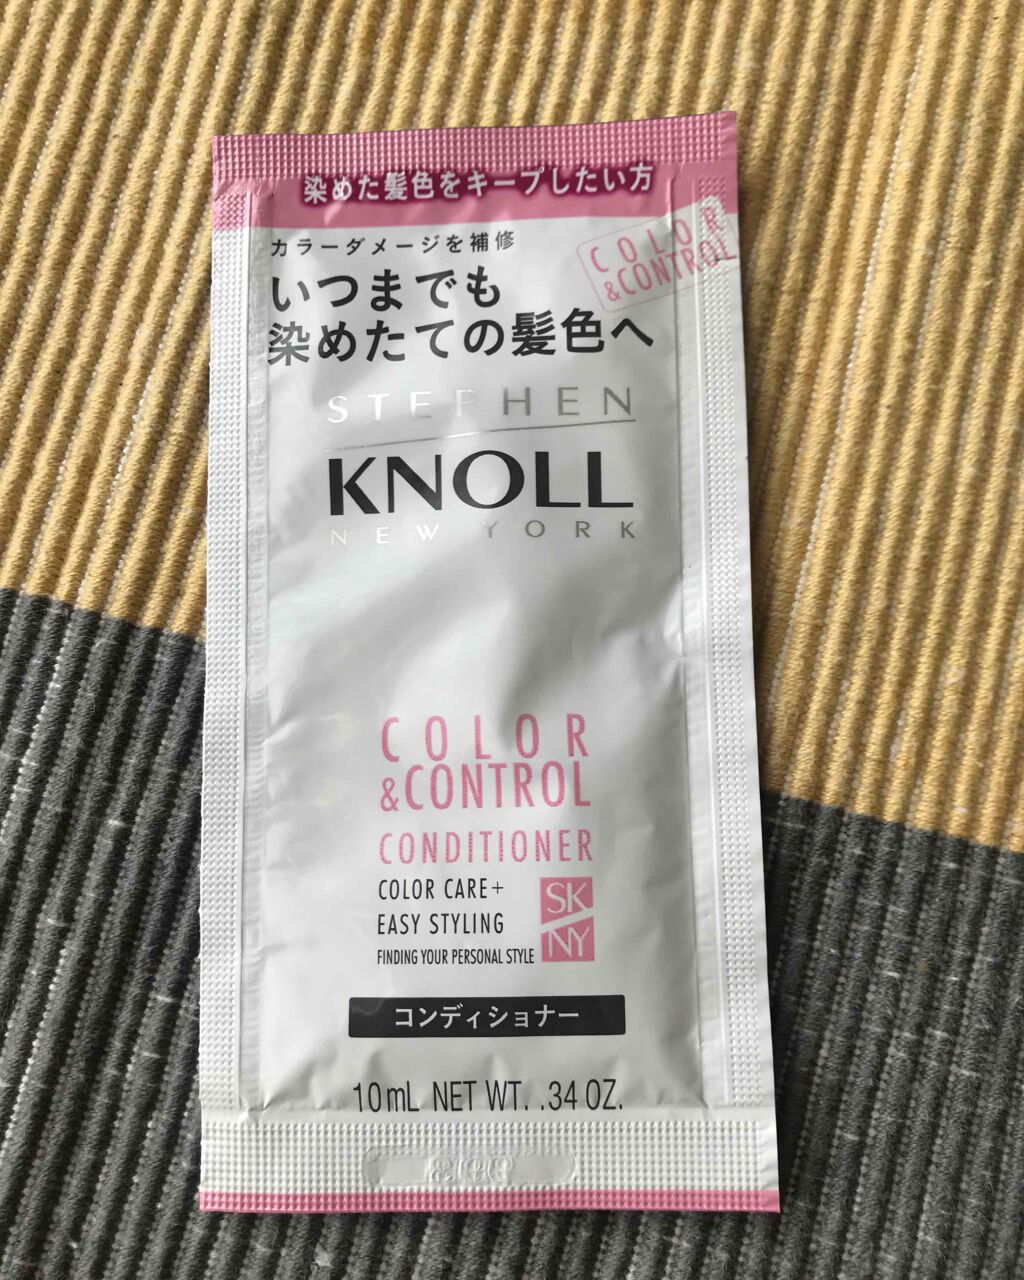 染めた髪色をキープしたい方
カラーダメージを補修
COLOR
&CONTROL
いつまでも
染めたての髪色へ
STEPHEN
KNOLL
NEW YORK
COLOR
&CONTROL
CONDITIONER
COLOR CARE+
EASY STYLING
FINDING YOUR PERSONAL STYLE
SK
NY
コンディショナー
10mL NET WT. .34 OZ.